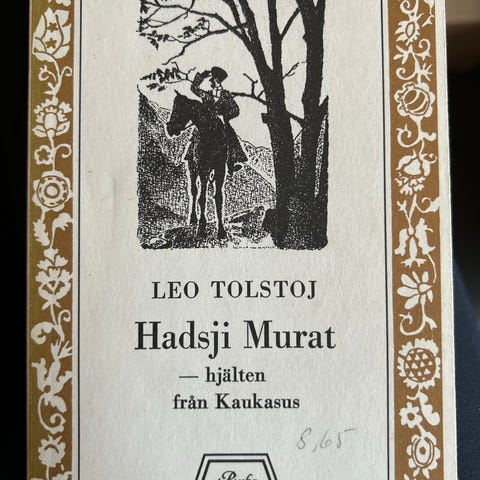 LEO TOLSTOJ
Hadsji Murat
— hjälten
från Kaukasus
8,65